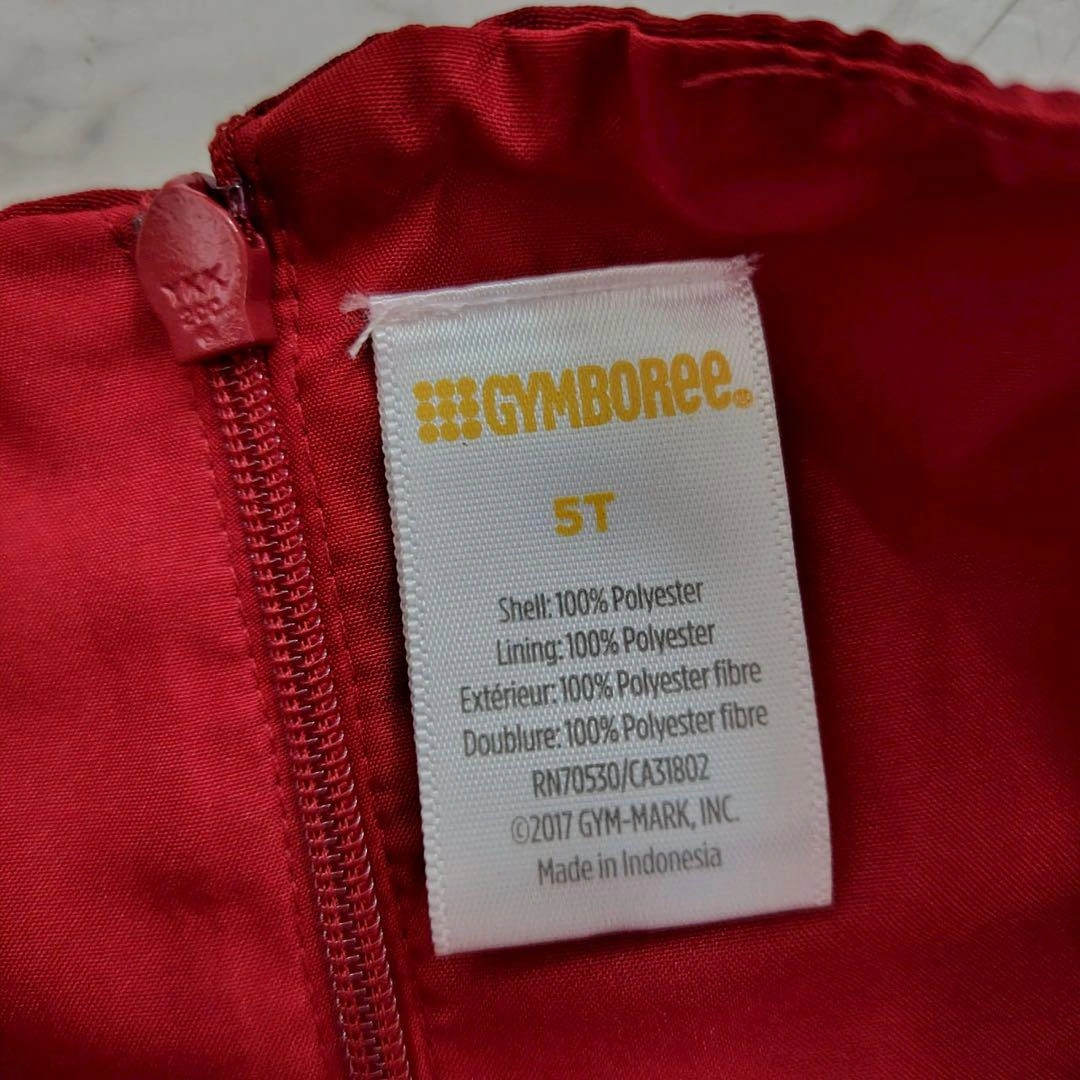 YKK
GYMBOREE
5T
Shell: 100% Polyester
Lining: 100% Polyester
Extérieur: 100% Polyester fibre
Doublure: 100% Polyester fibre
RN70530/CA31802
©2017 GYM-MARK, INC.
Made in Indonesia